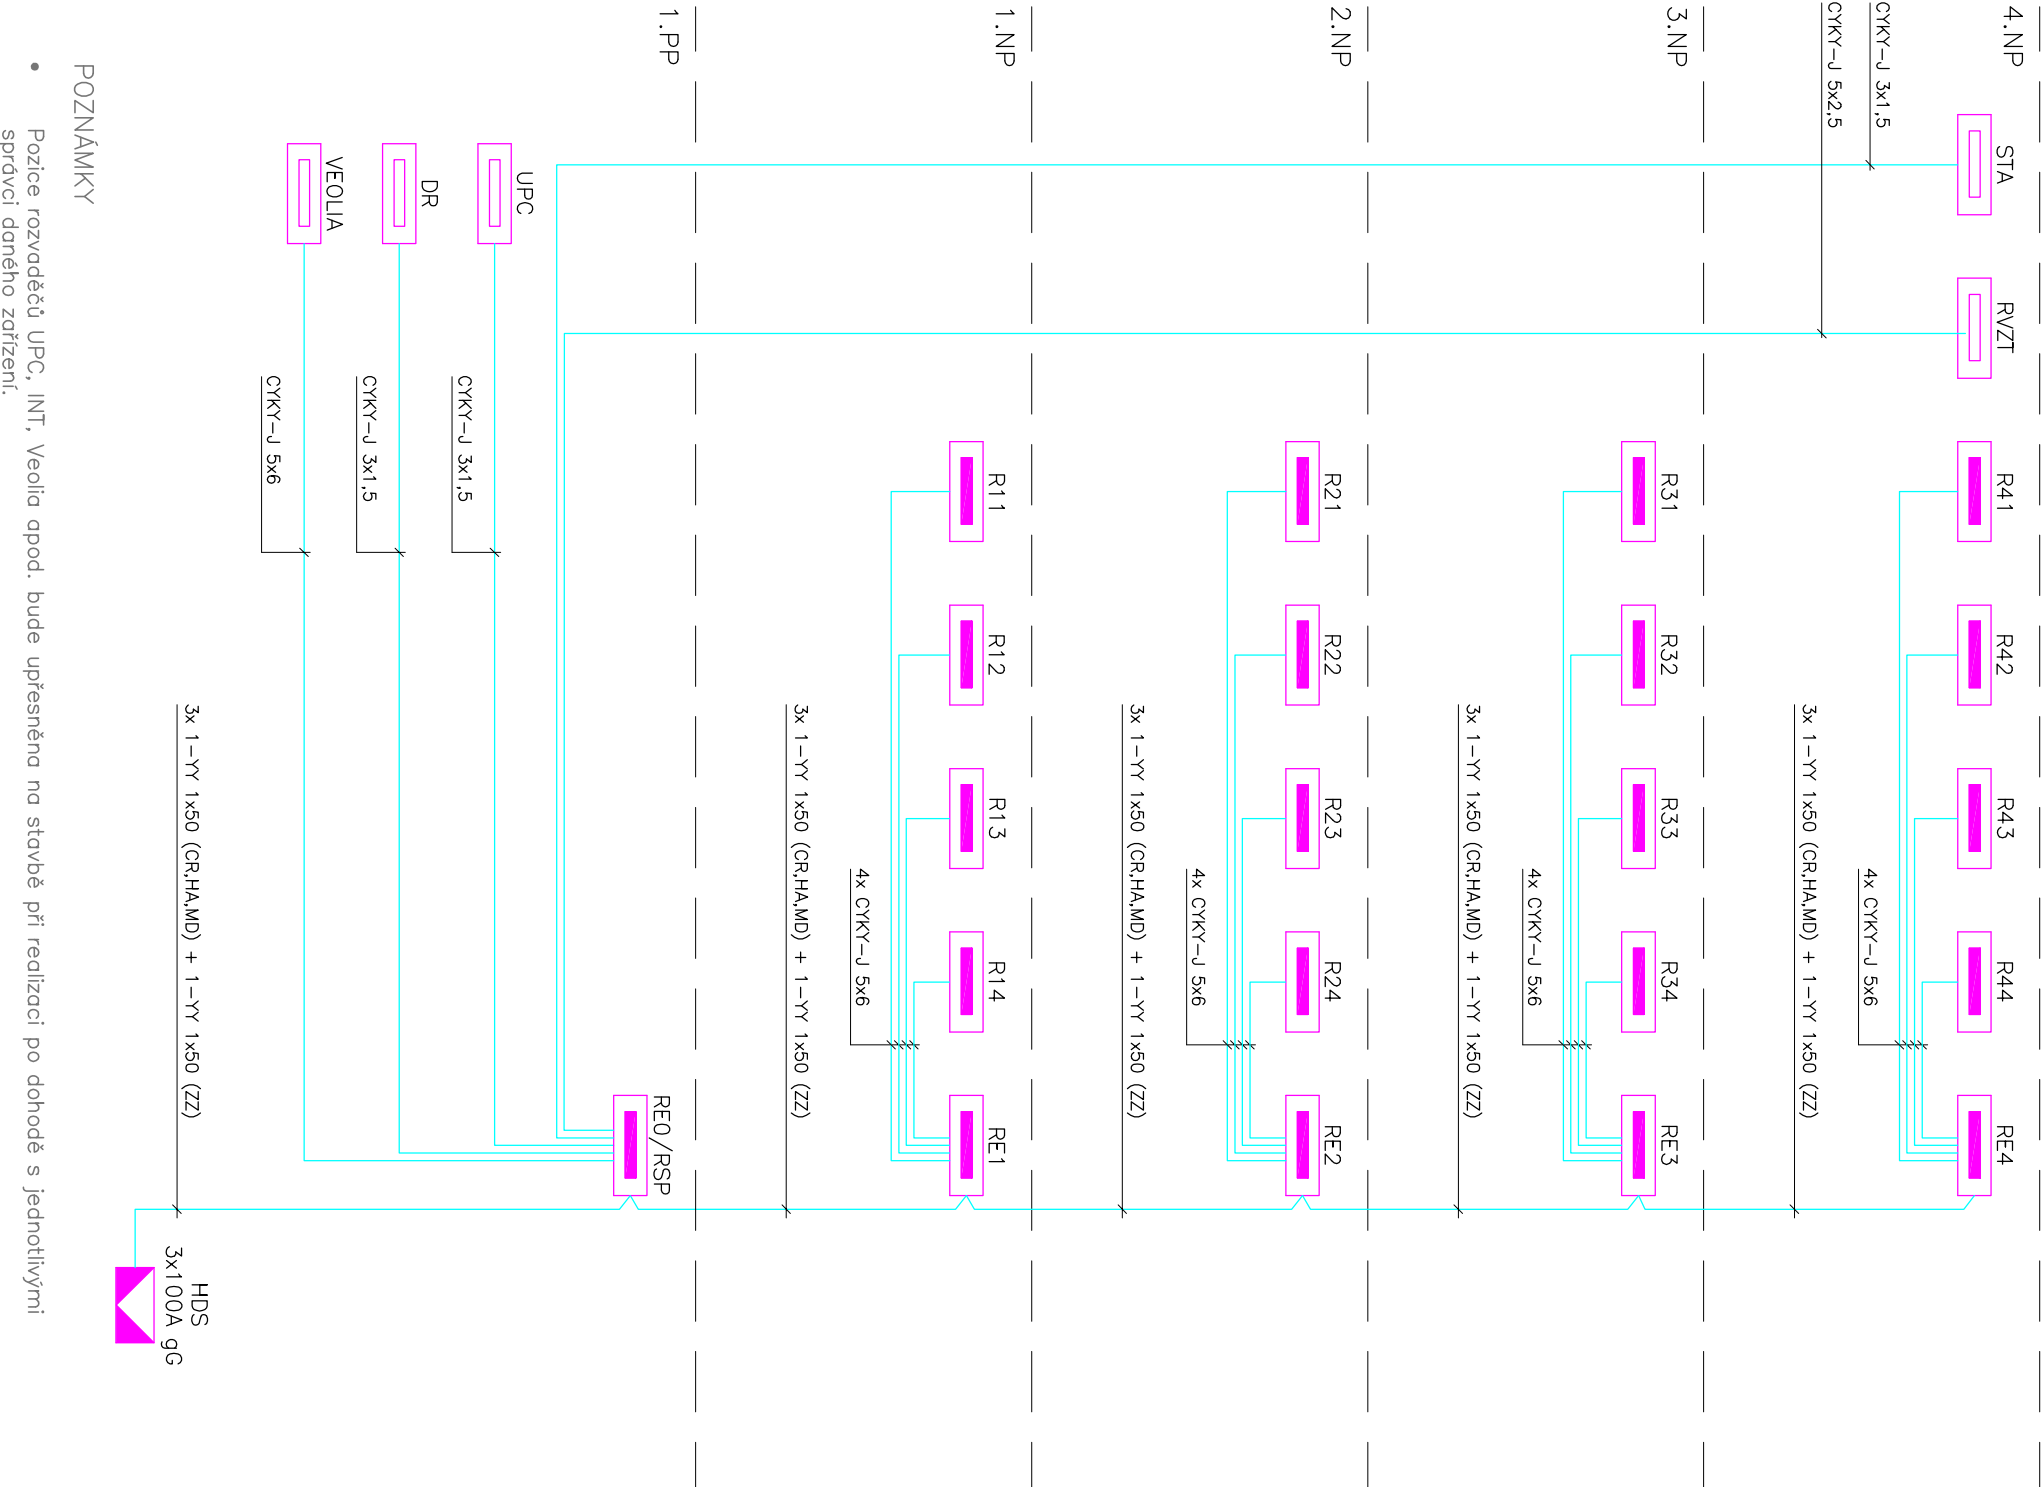 4.NP
STA
RVZT
R41
R42
R43
R44
RE4
CYKY-J 3x1,5
CYKY-J 5x2,5
4x CYKY-J 5x6
3x 1-YY 1x50 (CR,HA,MD) + 1-YY 1x50 (ZZ)
3.NP
R31
R32
R33
R34
RE3
4x CYKY-J 5x6
3x 1-YY 1x50 (CR,HA,MD) + 1-YY 1x50 (ZZ)
2.NP
R21
R22
R23
R24
RE2
4x CYKY-J 5x6
3x 1-YY 1x50 (CR,HA,MD) + 1-YY 1x50 (ZZ)
1.NP
R11
R12
R13
R14
RE1
4x CYKY-J 5x6
3x 1-YY 1x50 (CR,HA,MD) + 1-YY 1x50 (ZZ)
1.PP
RE0/RSP
UPC
CYKY-J 3x1,5
DR
CYKY-J 3x1,5
VEOLIA
CYKY-J 5x6
3x 1-YY 1x50 (CR,HA,MD) + 1-YY 1x50 (ZZ)
HDS
3x100A gG
POZNÁMKY
• Pozice rozvaděčů UPC, INT, Veolia apod. bude upřesněna na stavbě při realizaci po dohodě s jednotlivými
správci daného zařízení.